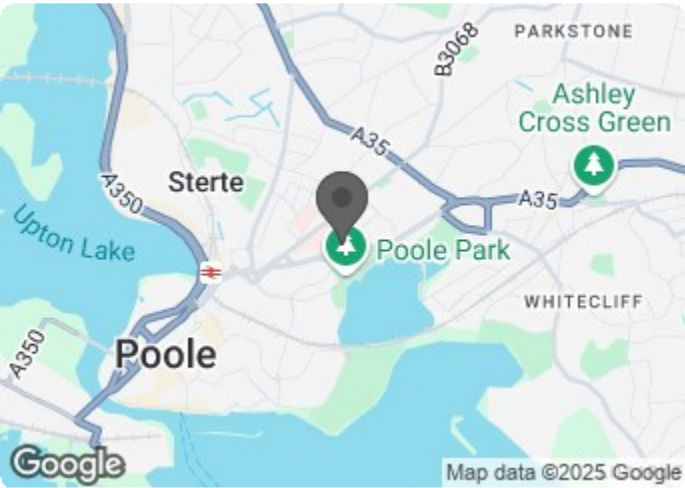 PARKSTONE
B3068
Ashley
Cross Green
A35
Sterte
A350
A35
Upton Lake
Poole Park
WHITECLIFF
A350
Poole
Google
Map data ©2025 Google